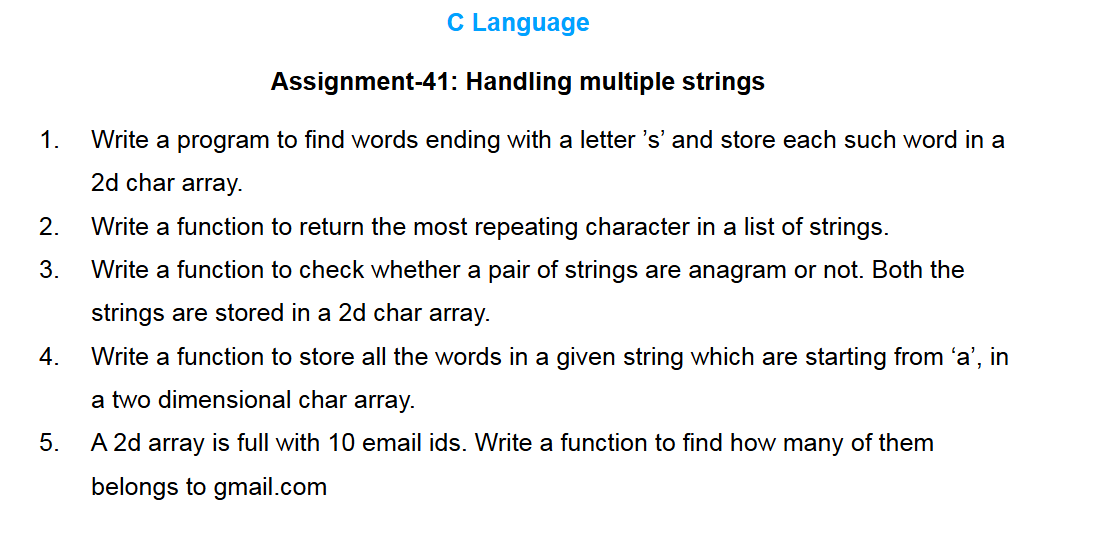 C Language
Assignment-41: Handling multiple strings
1. Write a program to find words ending with a letter ’s’ and store each such word in a
2d char array.
2. Write a function to return the most repeating character in a list of strings.
3. Write a function to check whether a pair of strings are anagram or not. Both the
strings are stored in a 2d char array.
4. Write a function to store all the words in a given string which are starting from ‘a’, in
a two dimensional char array.
5. A 2d array is full with 10 email ids. Write a function to find how many of them
belongs to gmail.com